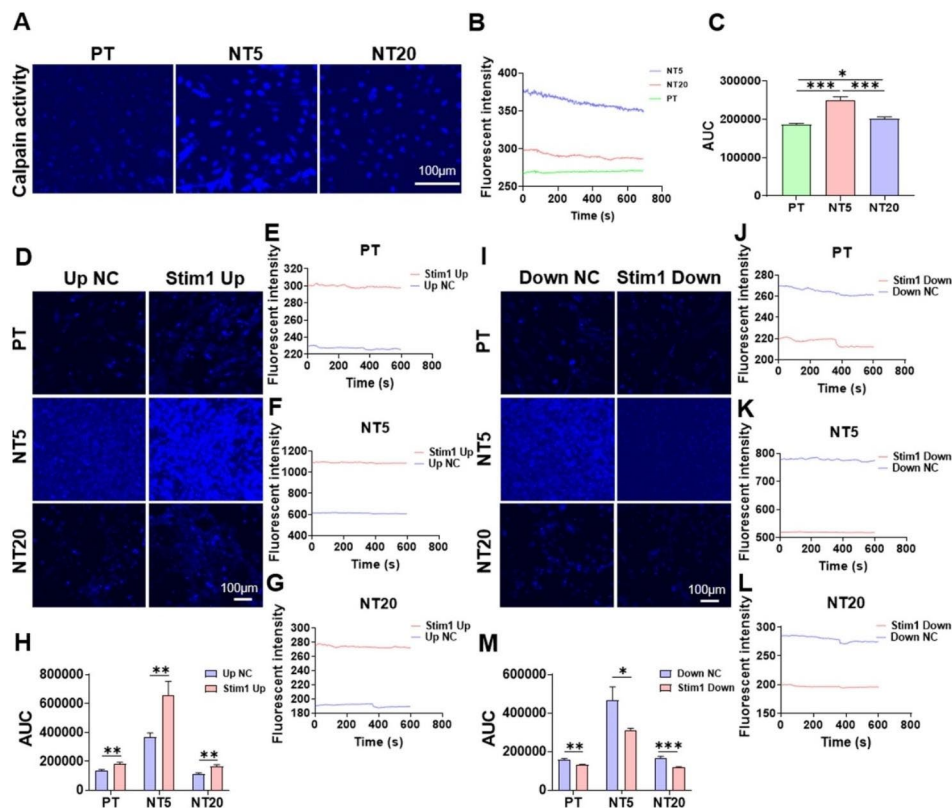 A
PT
NT5
NT20
Calpain activity
100μm
B
Fluorescent intensity
400
350
300
250
0
200
400
600
800
Time (s)
NT5
NT20
PT
C
AUC
300000
200000
100000
0
*
*** ***
PT
NT5
NT20
D
Up NC
Stim1 Up
PT
NT5
NT20
100μm
E
PT
Fluorescent intensity
320
300
280
260
240
220
0
200
400
600
800
Time (s)
Stim1 Up
Up NC
F
NT5
Fluorescent intensity
1200
1000
800
600
400
0
200
400
600
800
Time (s)
Stim1 Up
Up NC
G
NT20
Fluorescent intensity
300
280
260
240
220
200
180
0
200
400
600
800
Time (s)
Stim1 Up
Up NC
H
AUC
800000
600000
400000
200000
0
**
**
**
PT
NT5
NT20
Up NC
Stim1 Up
I
Down NC
Stim1 Down
PT
NT5
NT20
100μm
J
PT
Fluorescent intensity
280
260
240
220
200
0
200
400
600
800
Time (s)
Stim1 Down
Down NC
K
NT5
Fluorescent intensity
800
700
600
500
0
200
400
600
800
Time (s)
Stim1 Down
Down NC
L
NT20
Fluorescent intensity
300
250
200
150
0
200
400
600
800
Time (s)
Stim1 Down
Down NC
M
AUC
600000
400000
200000
0
**
*
***
PT
NT5
NT20
Down NC
Stim1 Down